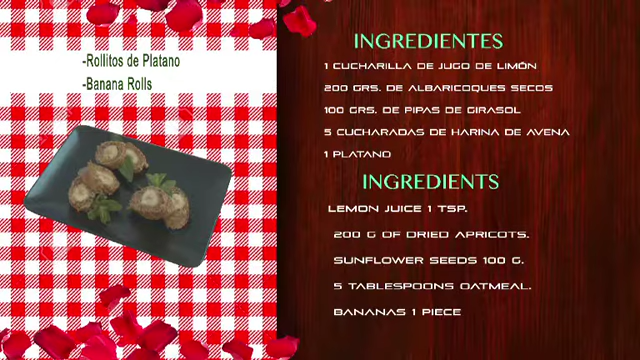 -Rollitos de Platano
-Banana Rolls
INGREDIENTES
1 CUCHARILLA DE JUGO DE LIMÓN
200 GRS. DE ALBARICOQUES SECOS
100 GRS. DE PIPAS DE GIRASOL
5 CUCHARADAS DE HARINA DE AVENA
1 PLATANO
INGREDIENTS
LEMON JUICE 1 TSP.
200 G OF DRIED APRICOTS.
SUNFLOWER SEEDS 100 G.
5 TABLESPOONS OATMEAL.
BANANAS 1 PIECE